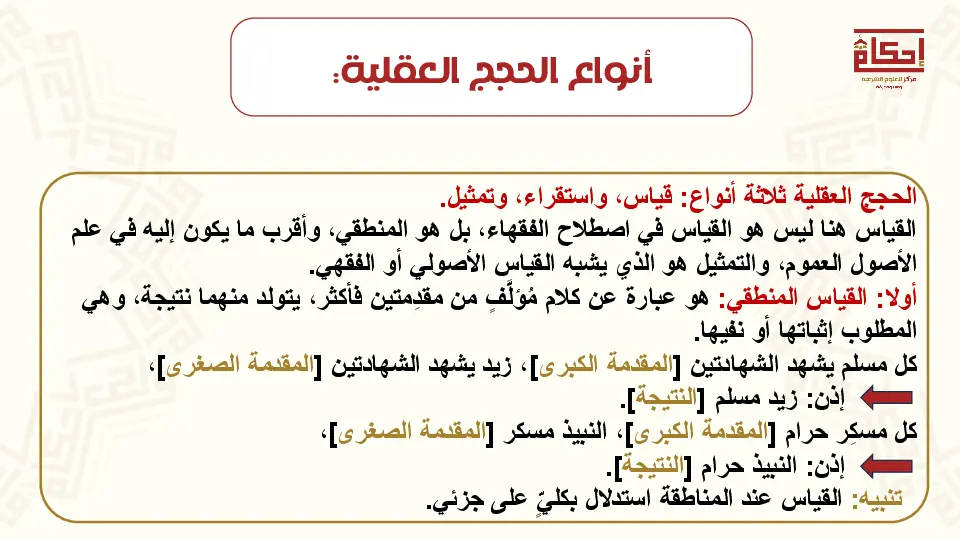 إحكام
مركز للعلوم الشرعية
أنواع الحجج العقلية:
الحجج العقلية ثلاثة أنواع: قياس، واستقراء، وتمثيل.
القياس هنا ليس هو القياس في اصطلاح الفقهاء، بل هو المنطقي، وأقرب ما يكون إليه في علم
الأصول العموم، والتمثيل هو الذي يشبه القياس الأصولي أو الفقهي.
أولا: القياس المنطقي: هو عبارة عن كلام مُؤلَّفٍ من مقدِمتين فأكثر، يتولد منهما نتيجة، وهي
المطلوب إثباتها أو نفيها.
كل مسلم يشهد الشهادتين [المقدمة الكبرى]، زيد يشهد الشهادتين [المقدمة الصغرى]،
إذن: زيد مسلم [النتيجة].
كل مسكِر حرام [المقدمة الكبرى]، النبيذ مسكر [المقدمة الصغرى]،
إذن: النبيذ حرام [النتيجة].
تنبيه: القياس عند المناطقة استدلال بكليٍّ على جزئي.